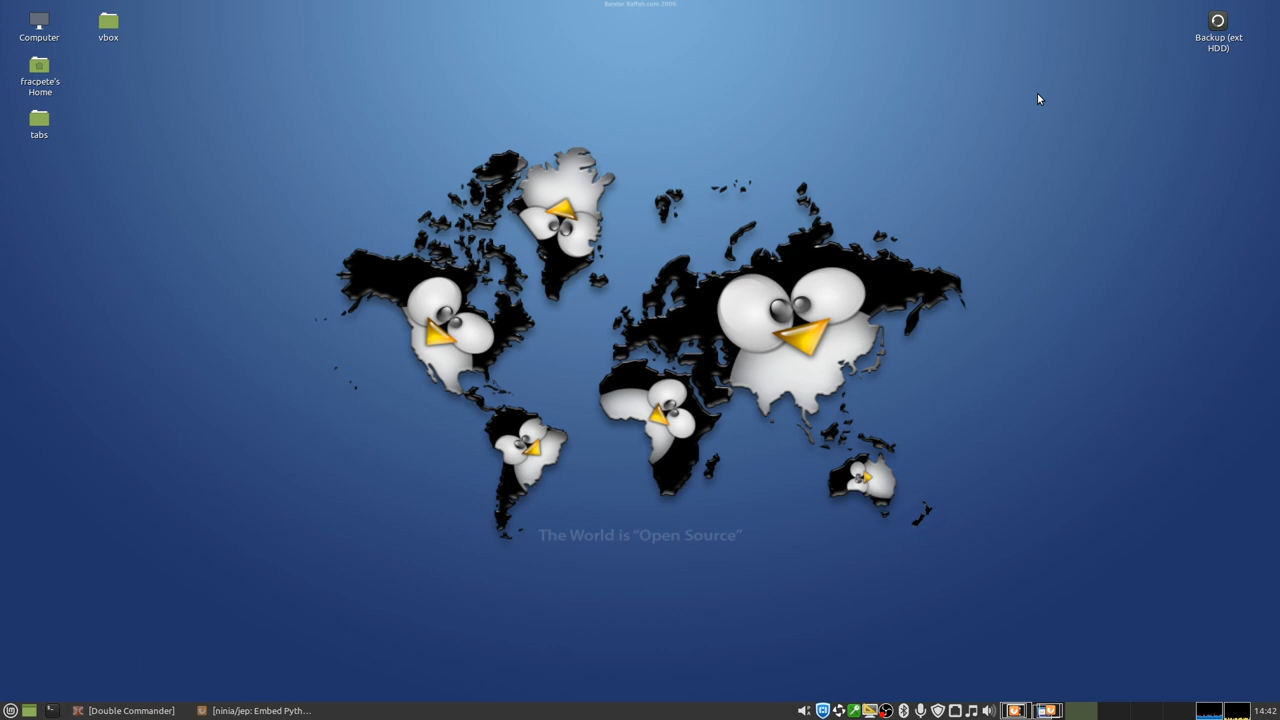 Computer
vbox
Backup (ext
HDD)
fracpete's
Home
tabs
The World is "Open Source"
[Double Commander]
[ninia/jep: Embed Pyth...
14:42